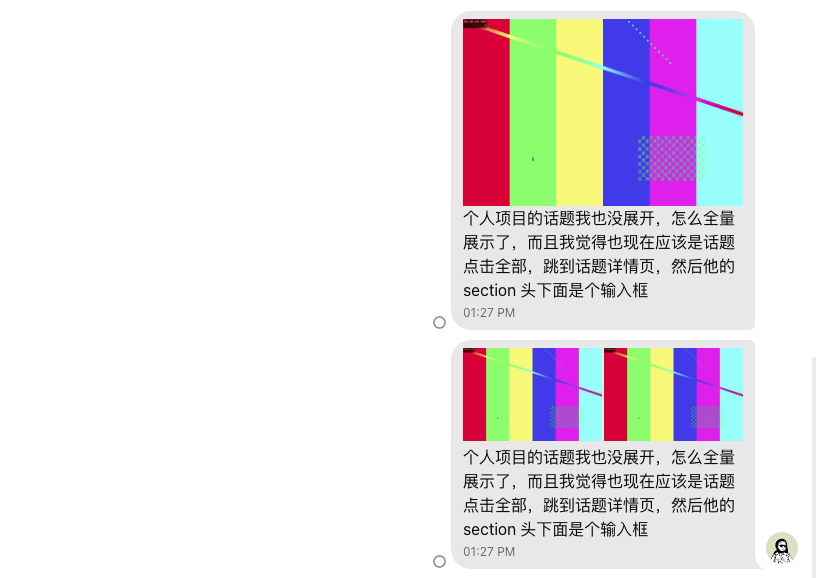 个人项目的话题我也没展开，怎么全量
展示了，而且我觉得也现在应该是话题
点击全部，跳到话题详情页，然后他的
section 头下面是个输入框
01:27 PM
个人项目的话题我也没展开，怎么全量
展示了，而且我觉得也现在应该是话题
点击全部，跳到话题详情页，然后他的
section 头下面是个输入框
01:27 PM